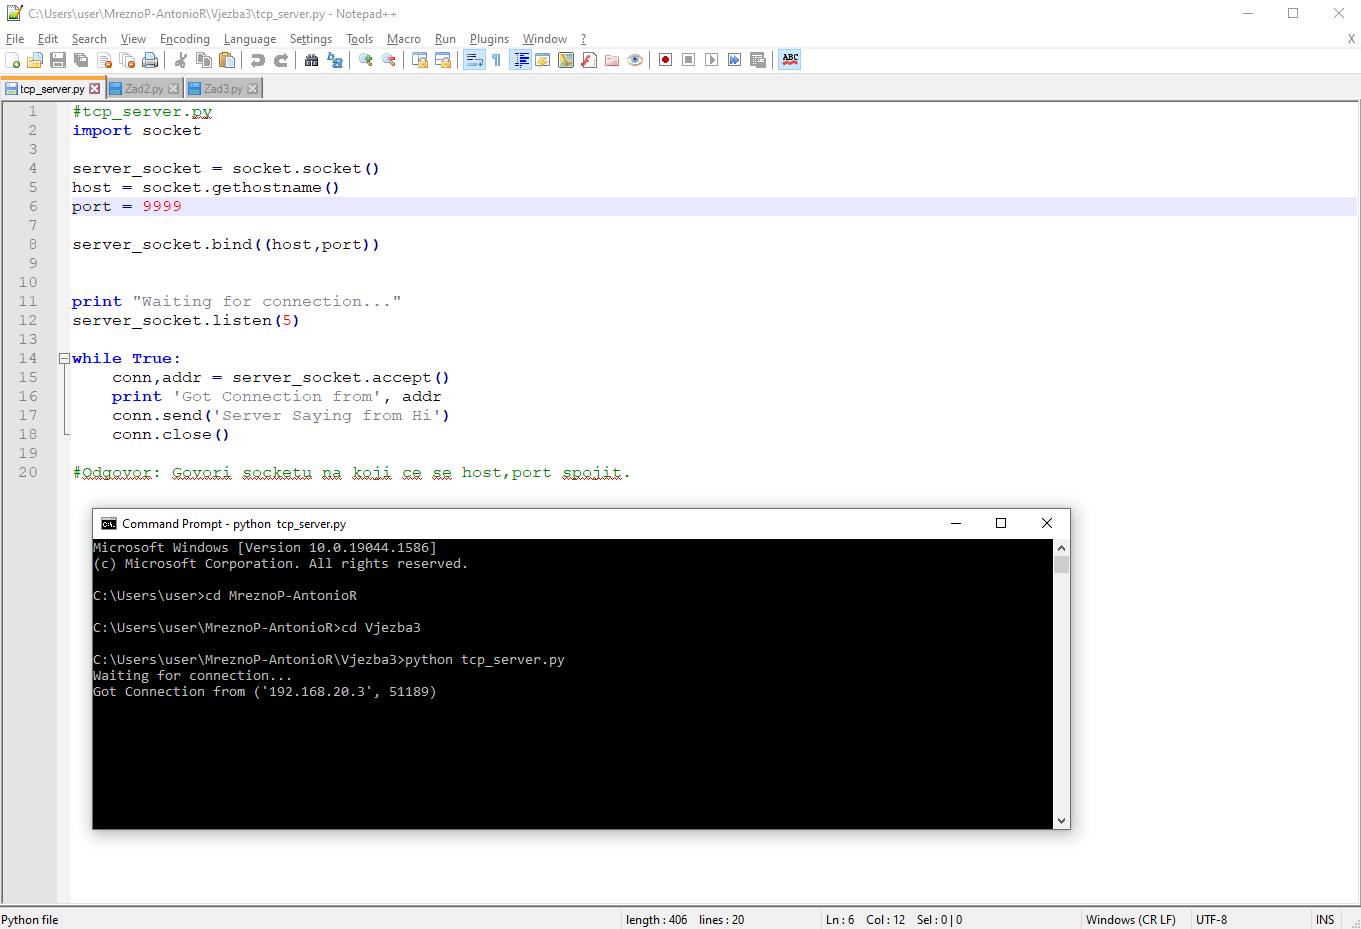 C:\Users\user\MreznoP-AntonioR\Vjezba3\tcp_server.py - Notepad++
File Edit Search View Encoding Language Settings Tools Macro Run Plugins Window ? X
ABC
tcp_server.py Zad2.py Zad3.py
1 #tcp_server.py
2 import socket
3
4 server_socket = socket.socket()
5 host = socket.gethostname()
6 port = 9999
7
8 server_socket.bind((host,port))
9
10
11 print "Waiting for connection..."
12 server_socket.listen(5)
13
14 while True:
15 conn,addr = server_socket.accept()
16 print 'Got Connection from', addr
17 conn.send('Server Saying from Hi')
18 conn.close()
19
20 #Odgovor: Govori socketu na koji ce se host,port spojit.
Command Prompt - python tcp_server.py
Microsoft Windows [Version 10.0.19044.1586]
(c) Microsoft Corporation. All rights reserved.
C:\Users\user>cd MreznoP-AntonioR
C:\Users\user\MreznoP-AntonioR>cd Vjezba3
C:\Users\user\MreznoP-AntonioR\Vjezba3>python tcp_server.py
Waiting for connection...
Got Connection from ('192.168.20.3', 51189)
Python file length : 406 lines : 20 Ln : 6 Col : 12 Sel : 0 | 0 Windows (CR LF) UTF-8 INS